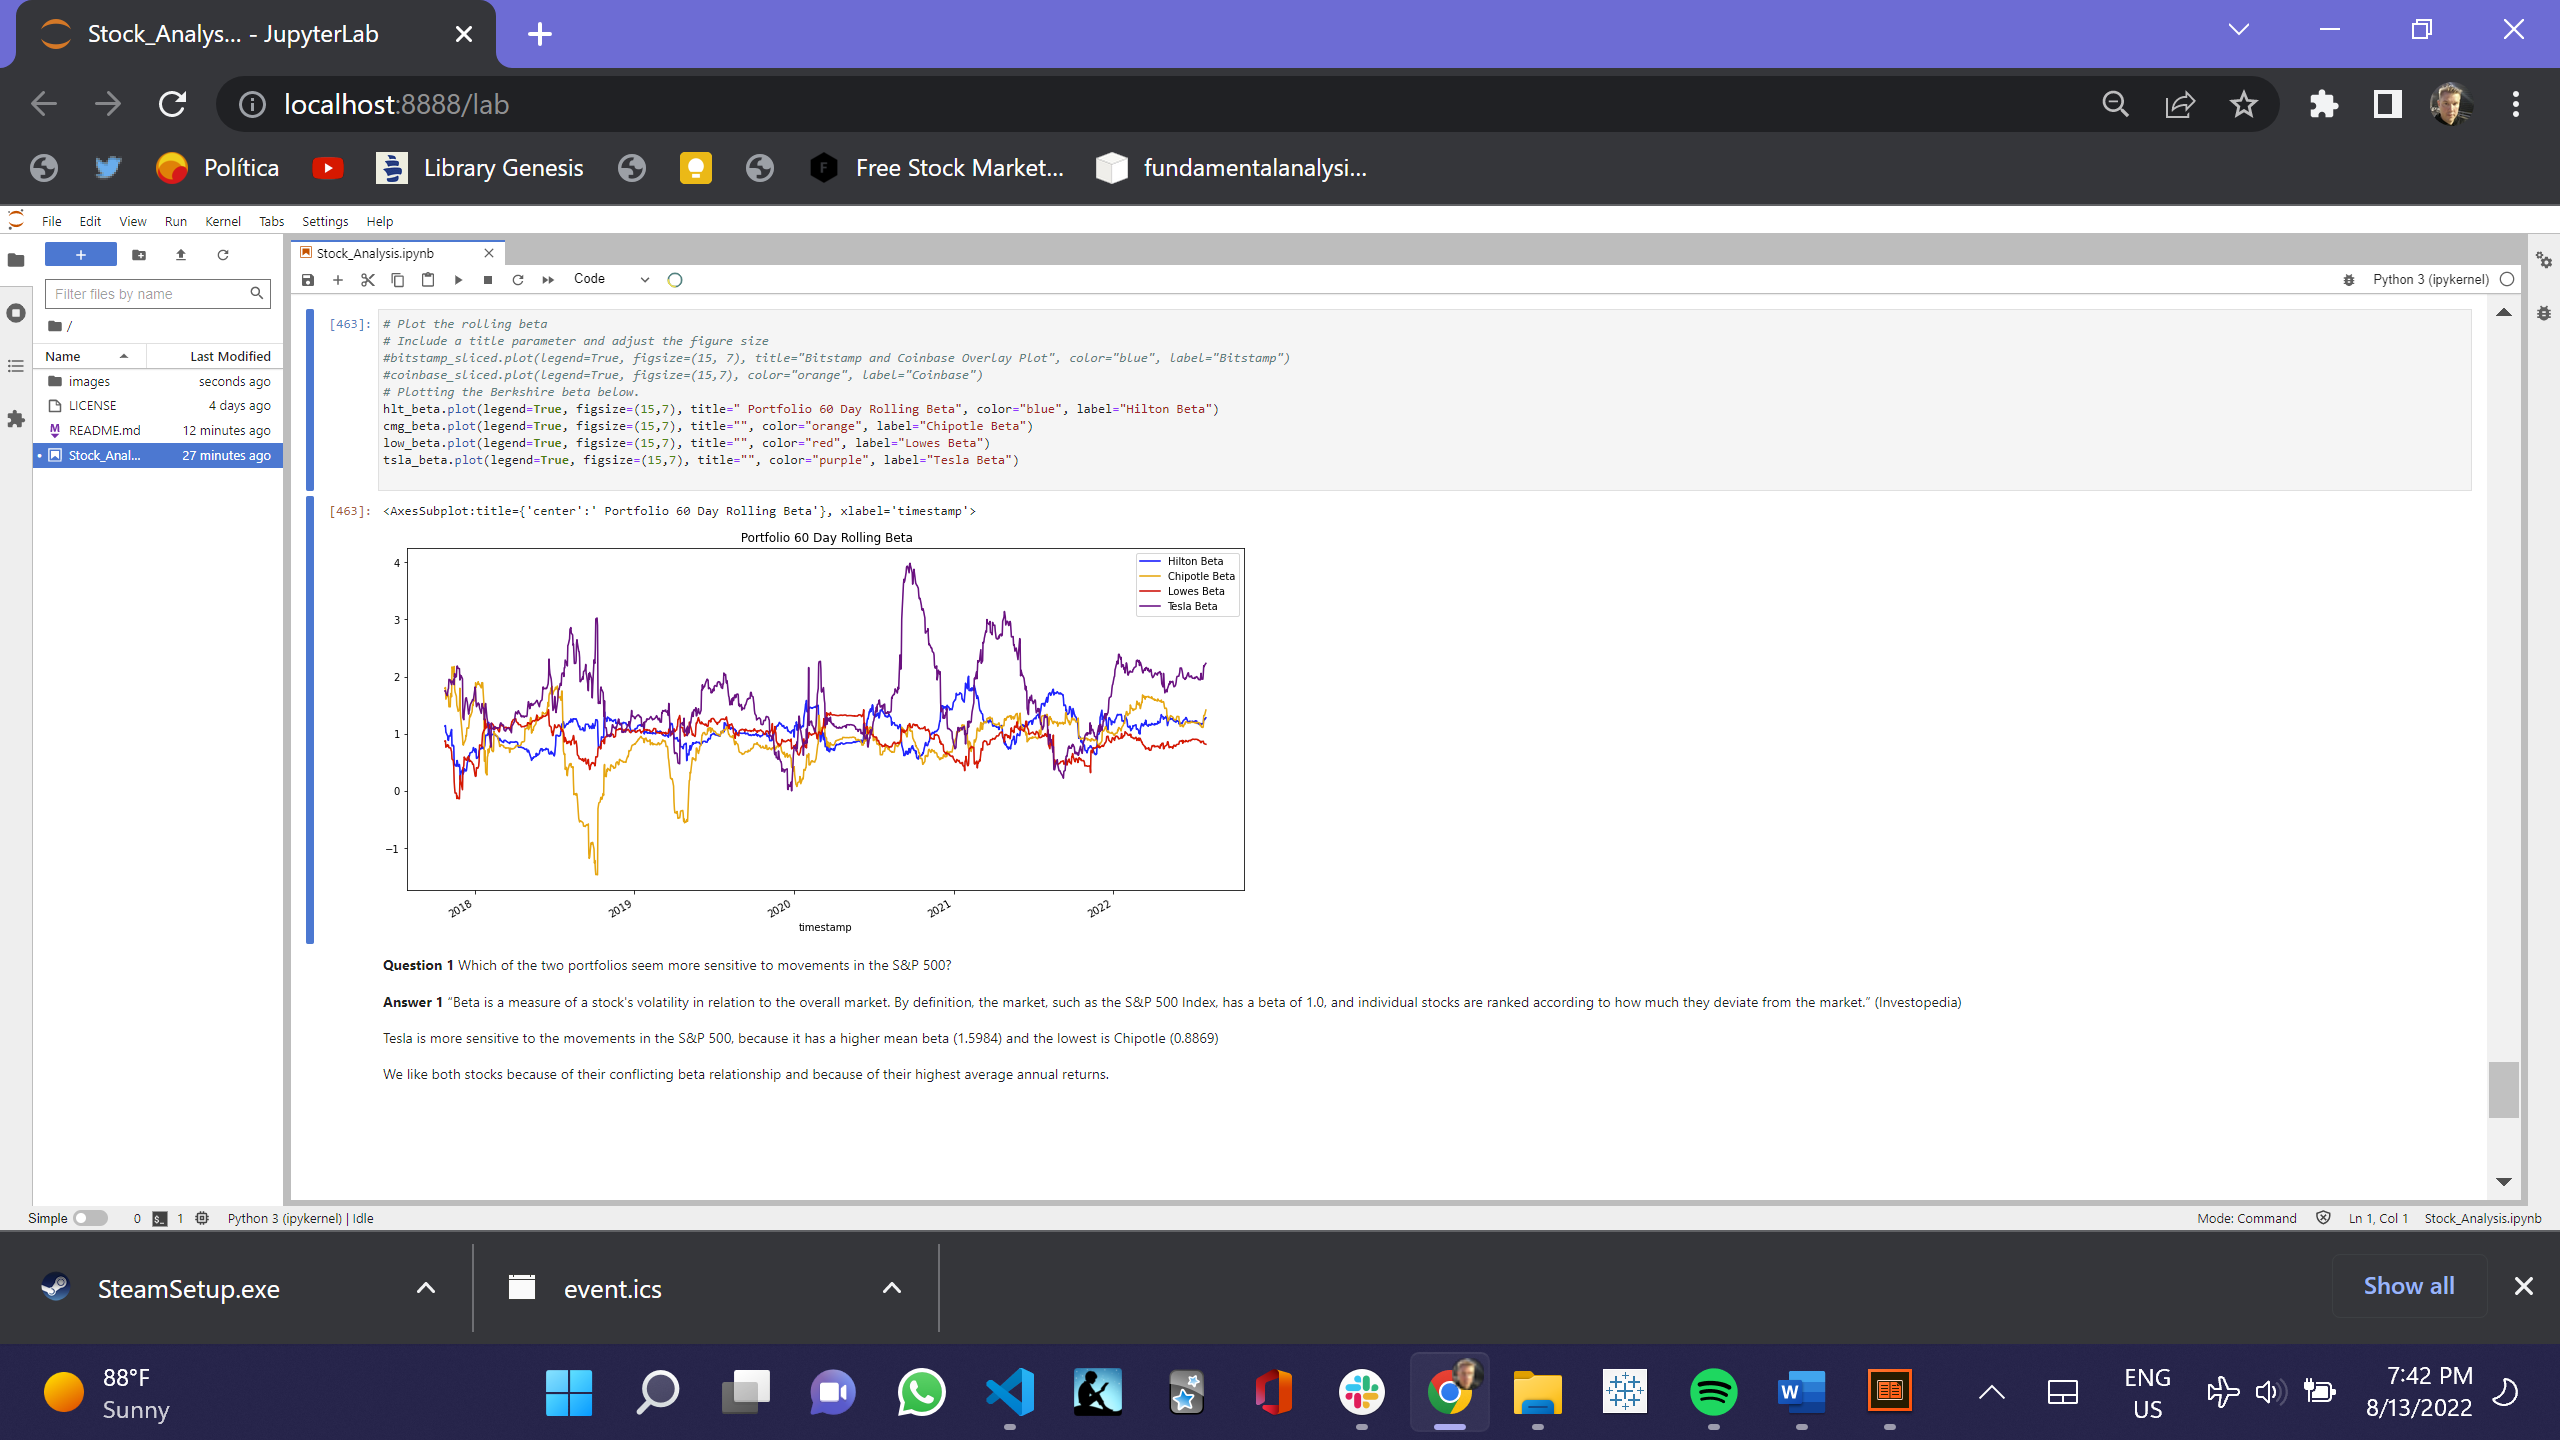 Stock_Analys... - JupyterLab
localhost:8888/lab
Política
Library Genesis
Free Stock Market...
fundamentalanalysi...
File Edit View Run Kernel Tabs Settings Help
Stock_Analysis.ipynb
Code
Python 3 (ipykernel)
Filter files by name
/
Name Last Modified
images seconds ago
LICENSE 4 days ago
README.md 12 minutes ago
Stock_Anal... 27 minutes ago
[463]:
# Plot the rolling beta
# Include a title parameter and adjust the figure size
#bitstamp_sliced.plot(legend=True, figsize=(15, 7), title="Bitstamp and Coinbase Overlay Plot", color="blue", label="Bitstamp")
#coinbase_sliced.plot(legend=True, figsize=(15,7), color="orange", label="Coinbase")
# Plotting the Berkshire beta below.
hlt_beta.plot(legend=True, figsize=(15,7), title=" Portfolio 60 Day Rolling Beta", color="blue", label="Hilton Beta")
cmg_beta.plot(legend=True, figsize=(15,7), title="", color="orange", label="Chipotle Beta")
low_beta.plot(legend=True, figsize=(15,7), title="", color="red", label="Lowes Beta")
tsla_beta.plot(legend=True, figsize=(15,7), title="", color="purple", label="Tesla Beta")
[463]: <AxesSubplot:title={'center':' Portfolio 60 Day Rolling Beta'}, xlabel='timestamp'>
Portfolio 60 Day Rolling Beta
Hilton Beta
Chipotle Beta
Lowes Beta
Tesla Beta
4
3
2
1
0
−1
2018 2019 2020 2021 2022
timestamp
Question 1 Which of the two portfolios seem more sensitive to movements in the S&P 500?
Answer 1 "Beta is a measure of a stock's volatility in relation to the overall market. By definition, the market, such as the S&P 500 Index, has a beta of 1.0, and individual stocks are ranked according to how much they deviate from the market." (Investopedia)
Tesla is more sensitive to the movements in the S&P 500, because it has a higher mean beta (1.5984) and the lowest is Chipotle (0.8869)
We like both stocks because of their conflicting beta relationship and because of their highest average annual returns.
Simple 0 1 Python 3 (ipykernel) | Idle
Mode: Command Ln 1, Col 1 Stock_Analysis.ipynb
SteamSetup.exe
event.ics
Show all
88°F
Sunny
ENG
US
7:42 PM
8/13/2022